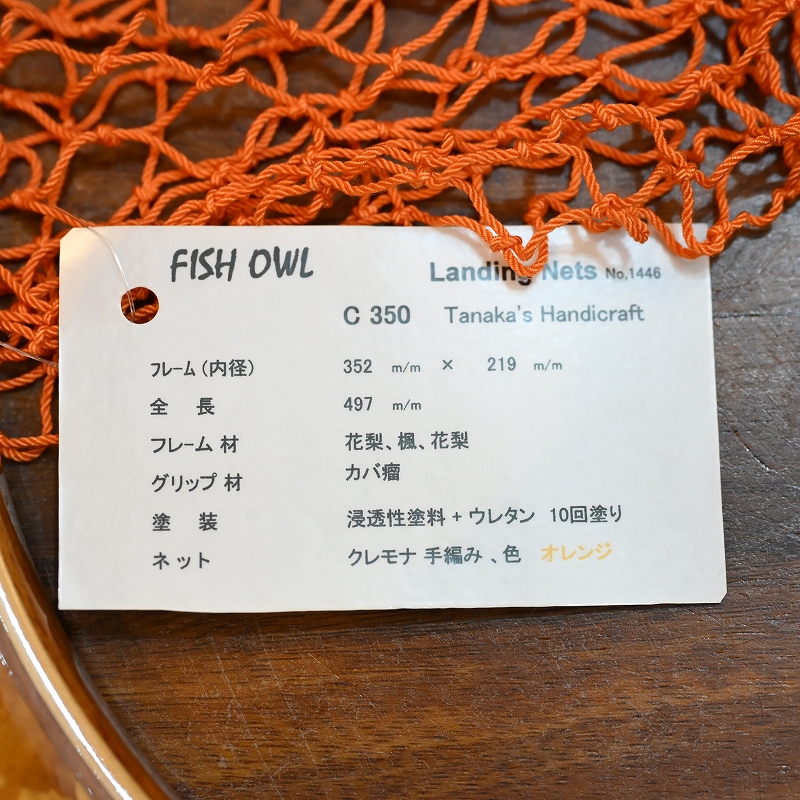 FISH OWL
Landing Nets No.1446
C 350 Tanaka's Handicraft
フレーム(内径) 352 m/m × 219 m/m
全 長 497 m/m
フレーム 材 花梨、楓、花梨
グリップ 材 カバ瘤
塗 装 浸透性塗料 + ウレタン 10回塗り
ネット クレモナ 手編み 、色 オレンジ